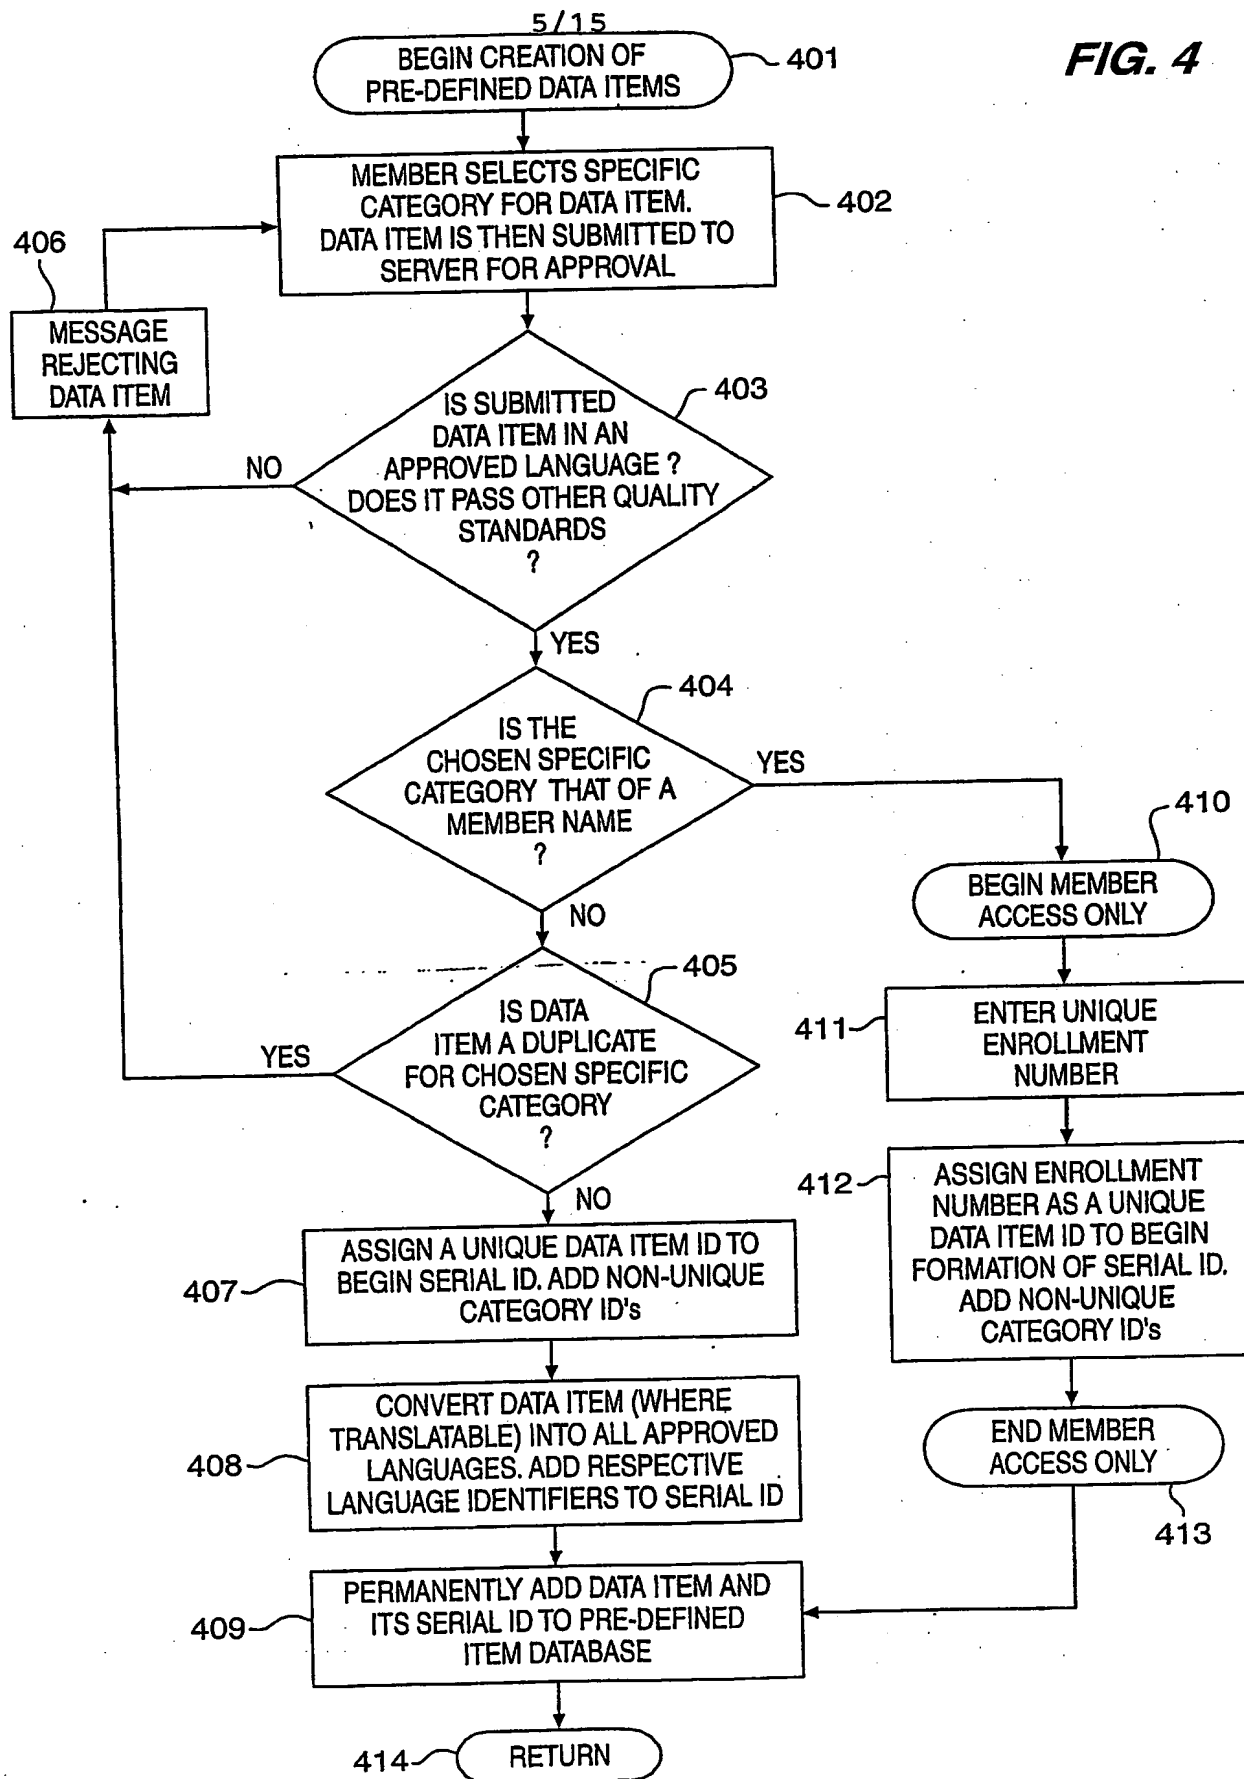 5/15
FIG. 4
BEGIN CREATION OF
PRE-DEFINED DATA ITEMS
401
MEMBER SELECTS SPECIFIC
CATEGORY FOR DATA ITEM.
DATA ITEM IS THEN SUBMITTED TO
SERVER FOR APPROVAL
402
406
MESSAGE
REJECTING
DATA ITEM
403
IS SUBMITTED
DATA ITEM IN AN
APPROVED LANGUAGE ?
DOES IT PASS OTHER QUALITY
STANDARDS
?
NO
YES
404
IS THE
CHOSEN SPECIFIC
CATEGORY THAT OF A
MEMBER NAME
?
YES
NO
405
IS DATA
ITEM A DUPLICATE
FOR CHOSEN SPECIFIC
CATEGORY
?
YES
NO
407
ASSIGN A UNIQUE DATA ITEM ID TO
BEGIN SERIAL ID. ADD NON-UNIQUE
CATEGORY ID's
408
CONVERT DATA ITEM (WHERE
TRANSLATABLE) INTO ALL APPROVED
LANGUAGES. ADD RESPECTIVE
LANGUAGE IDENTIFIERS TO SERIAL ID
409
PERMANENTLY ADD DATA ITEM AND
ITS SERIAL ID TO PRE-DEFINED
ITEM DATABASE
414
RETURN
410
BEGIN MEMBER
ACCESS ONLY
411
ENTER UNIQUE
ENROLLMENT
NUMBER
412
ASSIGN ENROLLMENT
NUMBER AS A UNIQUE
DATA ITEM ID TO BEGIN
FORMATION OF SERIAL ID.
ADD NON-UNIQUE
CATEGORY ID's
END MEMBER
ACCESS ONLY
413